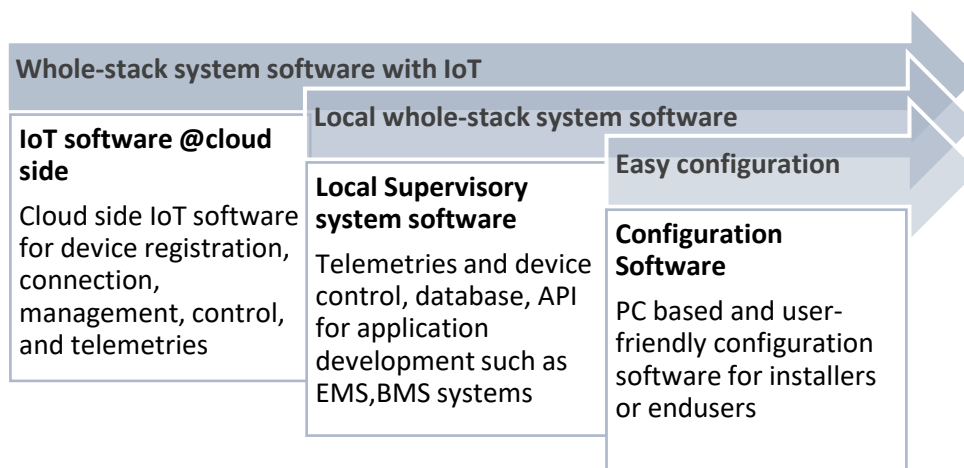 Whole-stack system software with IoT
IoT software @cloud
side
Cloud side IoT software
for device registration,
connection,
management, control,
and telemetries
Local whole-stack system software
Local Supervisory
system software
Telemetries and device
control, database, API
for application
development such as
EMS,BMS systems
Easy configuration
Configuration
Software
PC based and user-
friendly configuration
software for installers
or endusers